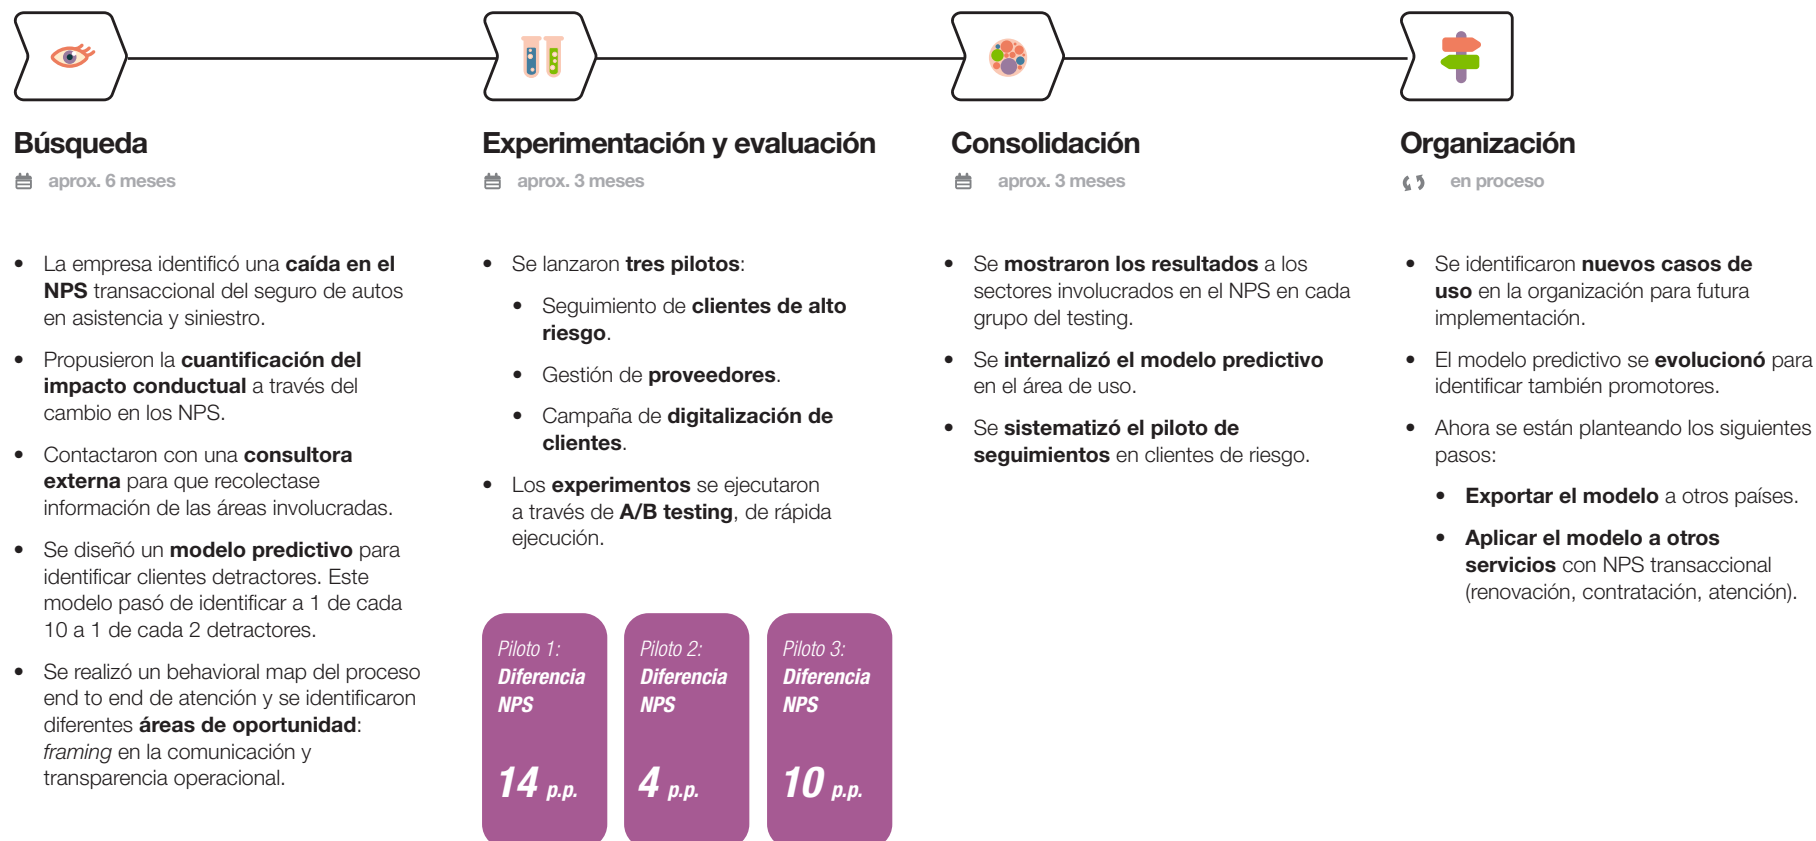 Búsqueda
aprox. 6 meses
• La empresa identificó una caída en el
NPS transaccional del seguro de autos
en asistencia y siniestro.
• Propusieron la cuantificación del
impacto conductual a través del
cambio en los NPS.
• Contactaron con una consultora
externa para que recolectase
información de las áreas involucradas.
• Se diseñó un modelo predictivo para
identificar clientes detractores. Este
modelo pasó de identificar a 1 de cada
10 a 1 de cada 2 detractores.
• Se realizó un behavioral map del proceso
end to end de atención y se identificaron
diferentes áreas de oportunidad:
framing en la comunicación y
transparencia operacional.
Experimentación y evaluación
aprox. 3 meses
• Se lanzaron tres pilotos:
• Seguimiento de clientes de alto
riesgo.
• Gestión de proveedores.
• Campaña de digitalización de
clientes.
• Los experimentos se ejecutaron
a través de A/B testing, de rápida
ejecución.
Piloto 1:
Diferencia
NPS
14 p.p.
Piloto 2:
Diferencia
NPS
4 p.p.
Piloto 3:
Diferencia
NPS
10 p.p.
Consolidación
aprox. 3 meses
• Se mostraron los resultados a los
sectores involucrados en el NPS en cada
grupo del testing.
• Se internalizó el modelo predictivo
en el área de uso.
• Se sistematizó el piloto de
seguimientos en clientes de riesgo.
Organización
en proceso
• Se identificaron nuevos casos de
uso en la organización para futura
implementación.
• El modelo predictivo se evolucionó para
identificar también promotores.
• Ahora se están planteando los siguientes
pasos:
• Exportar el modelo a otros países.
• Aplicar el modelo a otros
servicios con NPS transaccional
(renovación, contratación, atención).